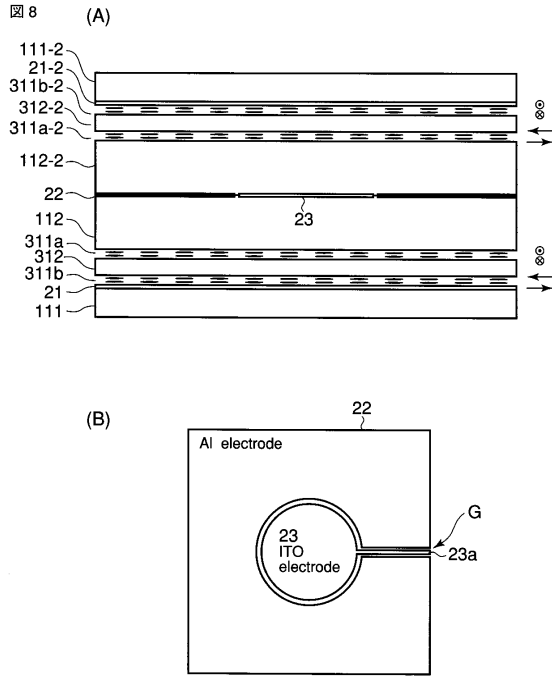 図8
(A)
111-2
21-2
311b-2
312-2
311a-2
112-2
22
23
112
311a
312
311b
21
111
(B)
22
Al electrode
G
23
ITO
electrode
23a